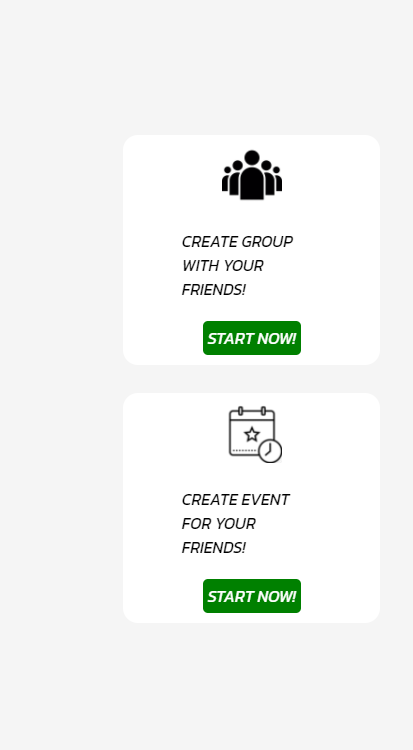 CREATE GROUP
WITH YOUR
FRIENDS!
START NOW!
CREATE EVENT
FOR YOUR
FRIENDS!
START NOW!